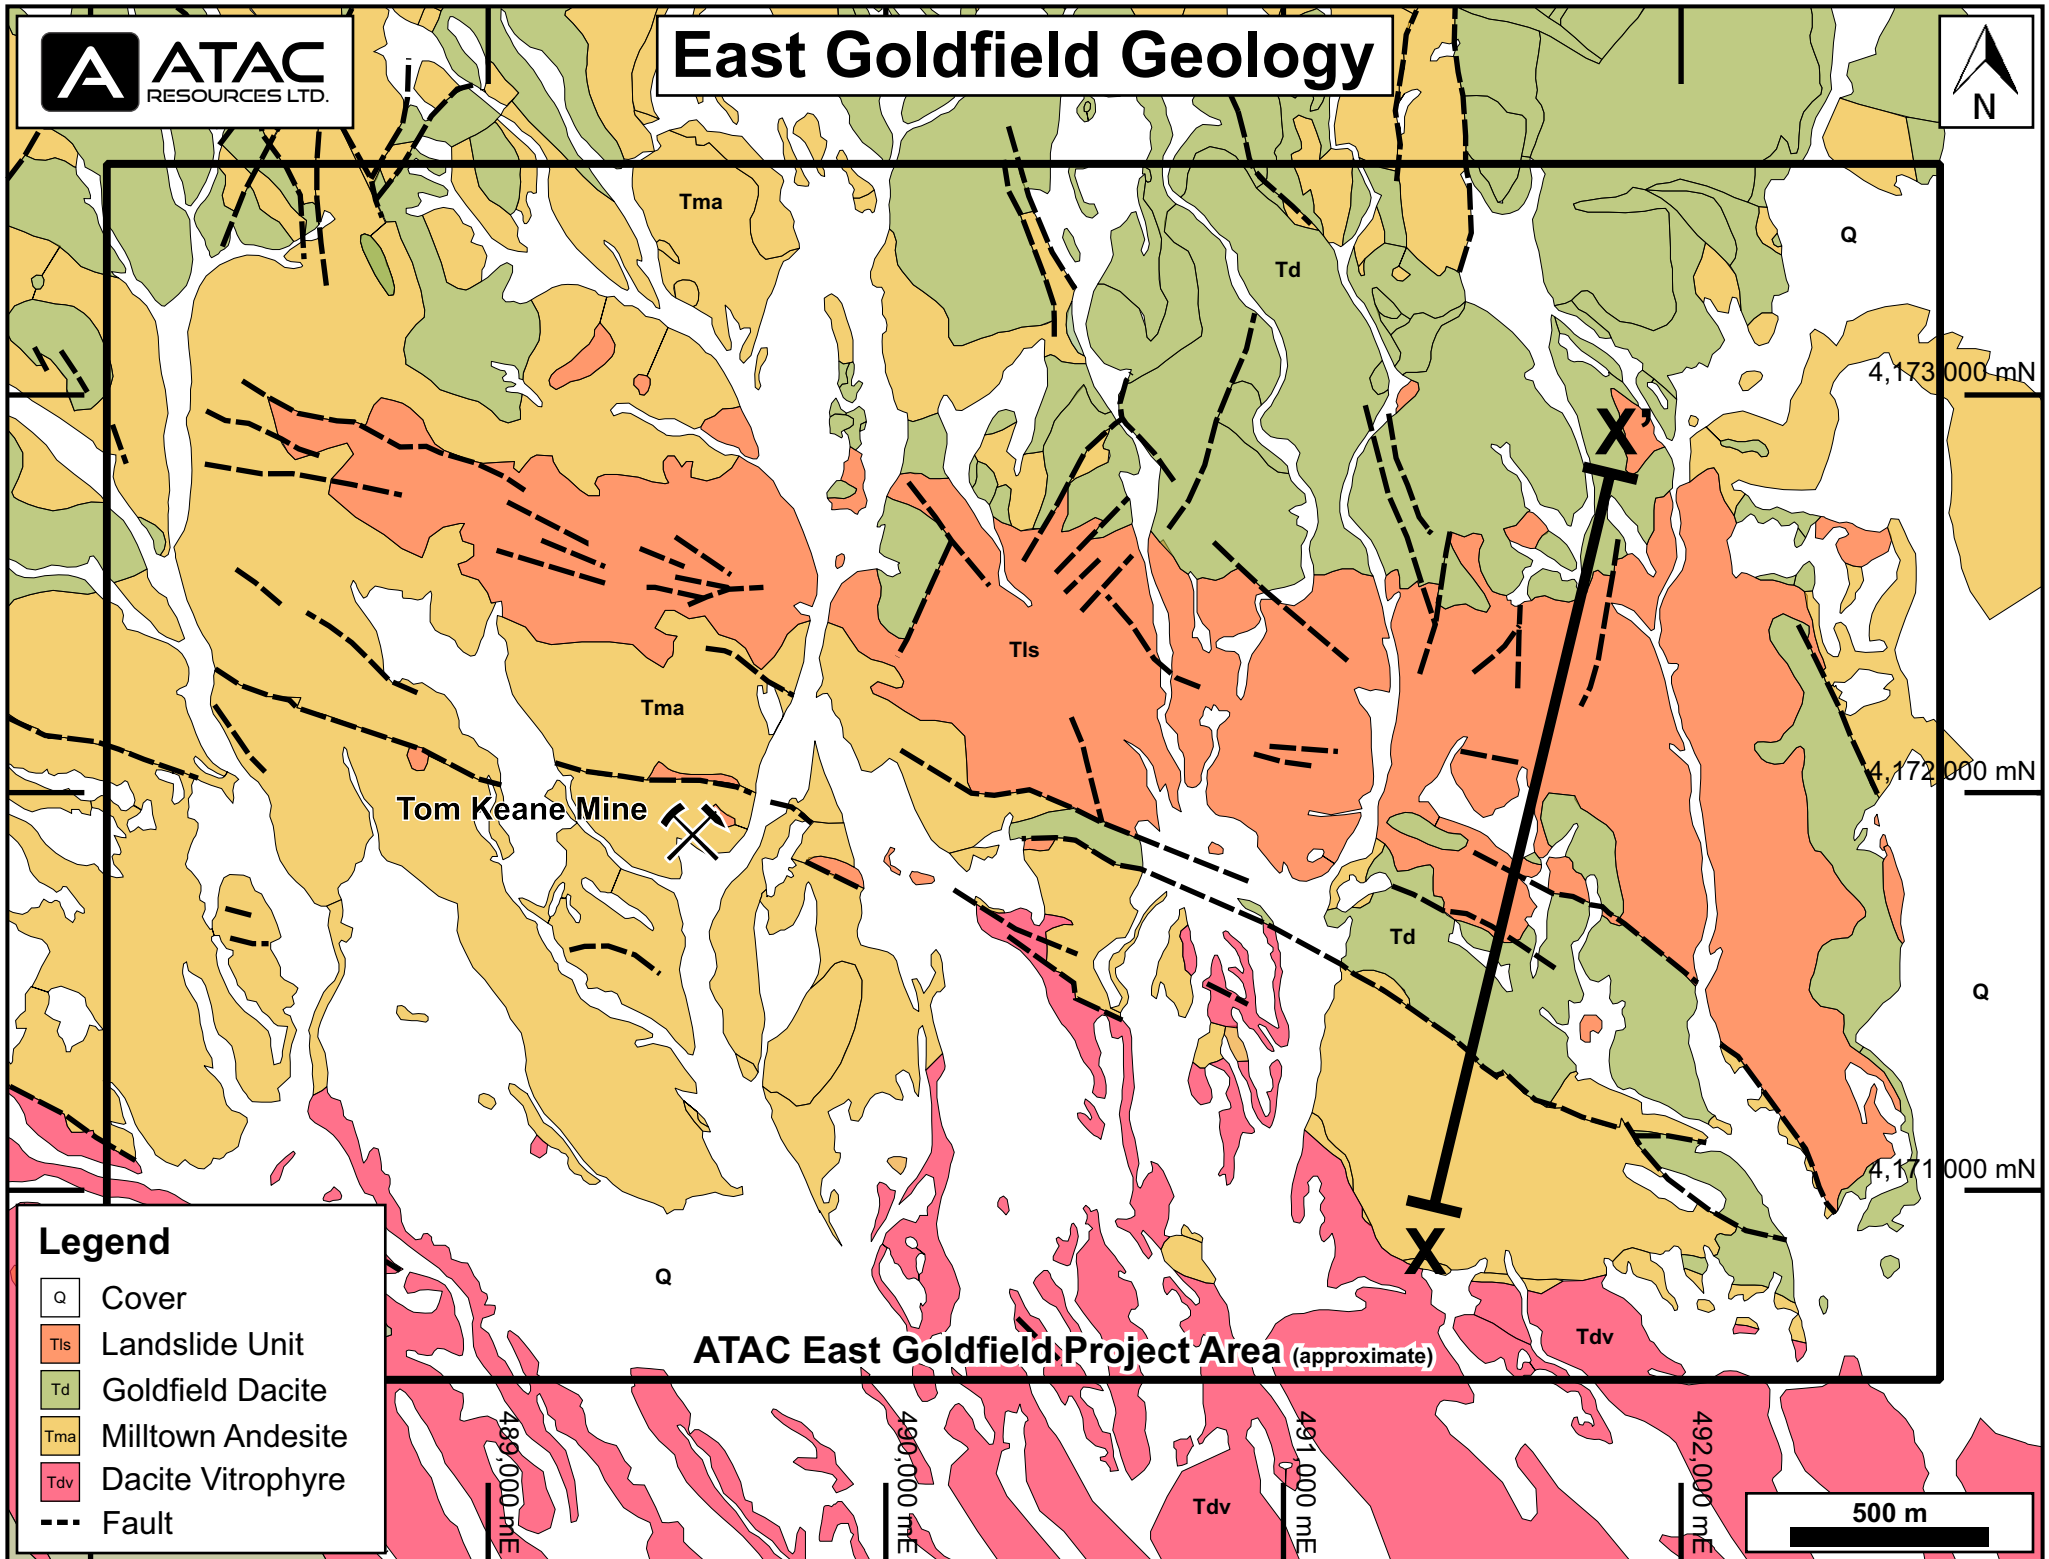 ATAC
RESOURCES LTD.
East Goldfield Geology
N
Tma
Q
Td
4,173,000 mN
X'
Tls
Tma
4,172,000 mN
Tom Keane Mine
Td
Q
4,171,000 mN
X
Q
Tdv
ATAC East Goldfield Project Area (approximate)
Tdv
Legend
Q Cover
Tls Landslide Unit
Td Goldfield Dacite
Tma Milltown Andesite
Tdv Dacite Vitrophyre
Fault
489,000 mE
490,000 mE
491,000 mE
492,000 mE
500 m